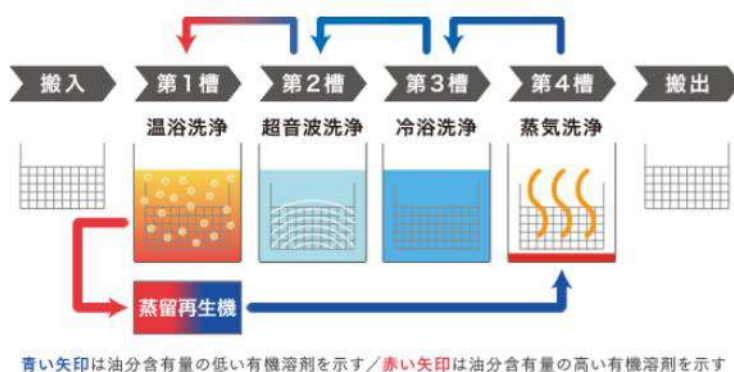 搬入
第1槽
第2槽
第3槽
第4槽
搬出
温浴洗浄
超音波洗浄
冷浴洗浄
蒸気洗浄
蒸留再生機
青い矢印は油分含有量の低い有機溶剤を示す／赤い矢印は油分含有量の高い有機溶剤を示す